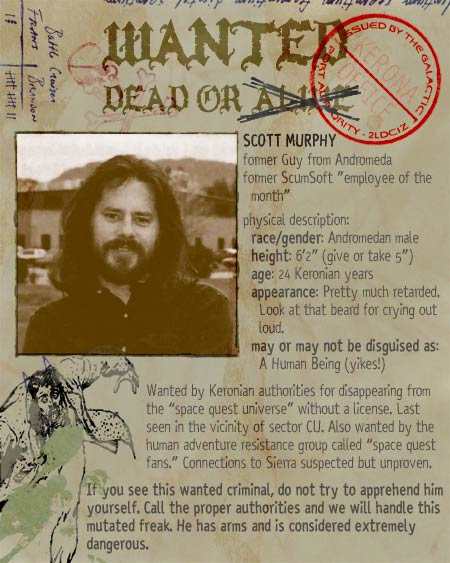 WANTED
DEAD OR ALIVE
ISSUED BY THE GALACTIC
PORT AUTHORITY - 2LDC1Z
KERONA
OFFICE
Battle Cruiser
Freaks | Brandon
SCOTT MURPHY
former Guy from Andromeda
former ScumSoft "employee of the
month"
physical description:
race/gender: Andromedan male
height: 6'2" (give or take 5")
age: 24 Keronian years
appearance: Pretty much retarded.
Look at that beard for crying out
loud.
may or may not be disguised as:
A Human Being (yikes!)
Wanted by Keronian authorities for disappearing from
the "space quest universe" without a license. Last
seen in the vicinity of sector CU. Also wanted by the
human adventure resistance group called "space quest
fans." Connections to Sierra suspected but unproven.
If you see this wanted criminal, do not try to apprehend him
yourself. Call the proper authorities and we will handle this
mutated freak. He has arms and is considered extremely
dangerous.